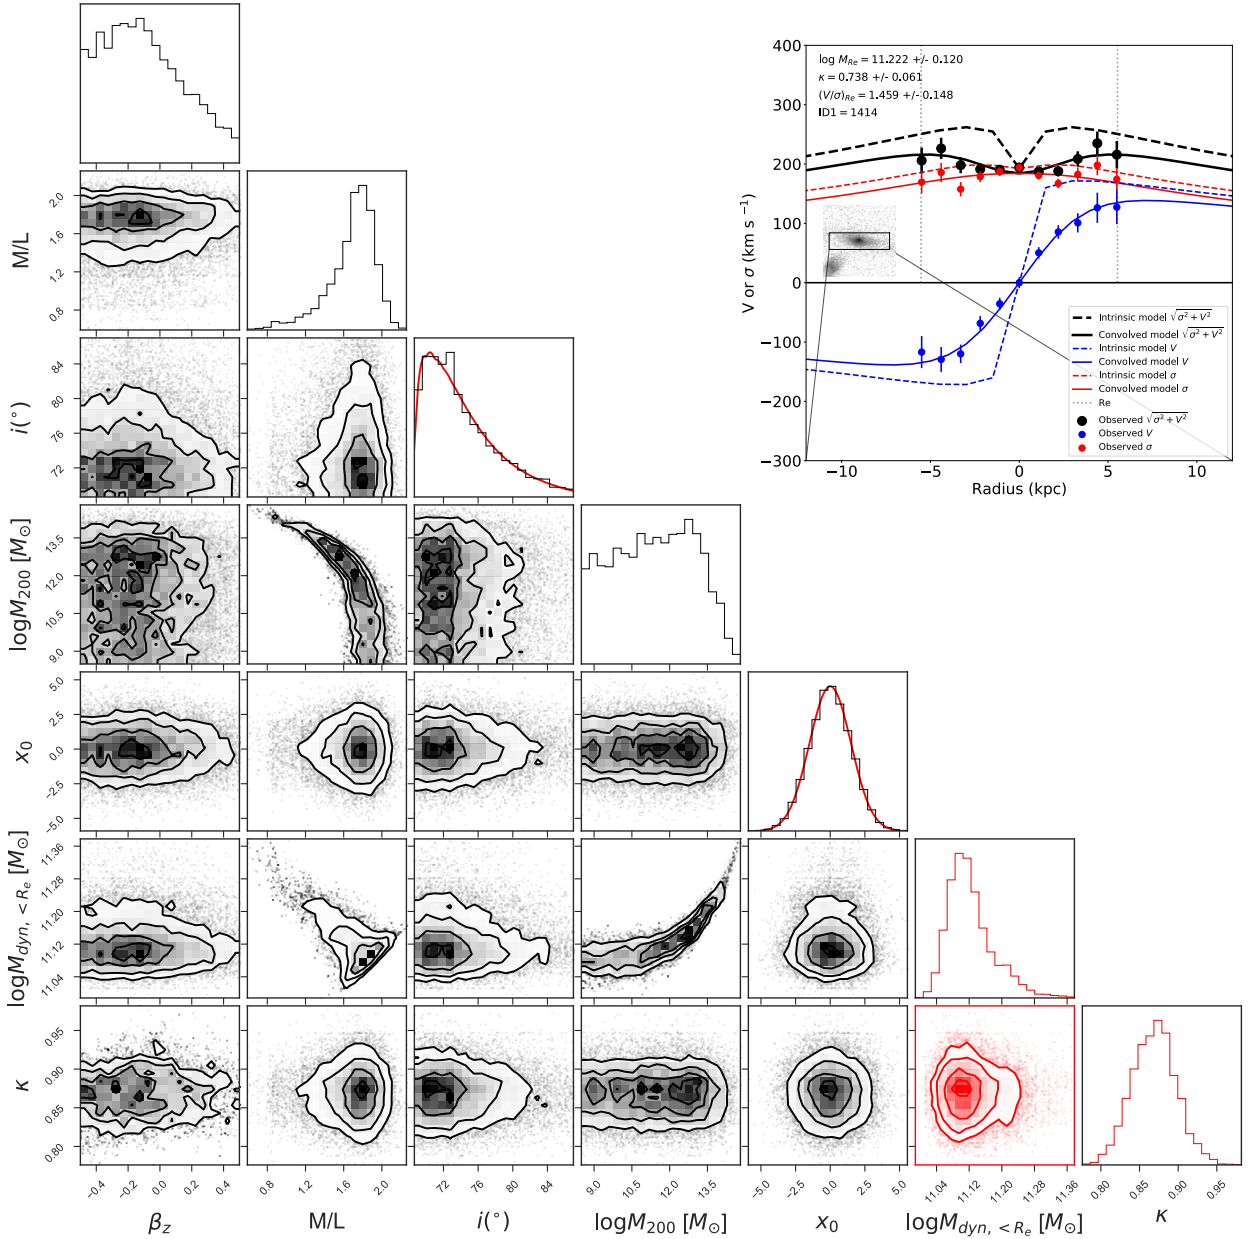 log M_Re = 11.222 +/- 0.120
κ = 0.738 +/- 0.061
(V/σ)_Re = 1.459 +/- 0.148
ID1 = 1414
400
300
200
100
0
−100
−200
−300
V or σ (km s⁻¹)
−10
−5
0
5
10
Radius (kpc)
Intrinsic model √σ² + V²
Convolved model √σ² + V²
Intrinsic model V
Convolved model V
Intrinsic model σ
Convolved model σ
Re
Observed √σ² + V²
Observed V
Observed σ
M/L
2.0
1.6
1.2
0.8
i(°)
84
80
76
72
logM₂₀₀ [M⊙]
13.5
12.0
10.5
9.0
x₀
5.0
2.5
0.0
−2.5
−5.0
logM_dyn, <R_e [M⊙]
11.36
11.28
11.20
11.12
11.04
κ
0.95
0.90
0.85
0.80
−0.4
−0.2
0.0
0.2
0.4
β_z
0.8
1.2
1.6
2.0
M/L
72
76
80
84
i(°)
9.0
10.5
12.0
13.5
logM₂₀₀ [M⊙]
−5.0
−2.5
0.0
2.5
5.0
x₀
11.04
11.12
11.20
11.28
11.36
logM_dyn, <R_e [M⊙]
0.80
0.85
0.90
0.95
κ